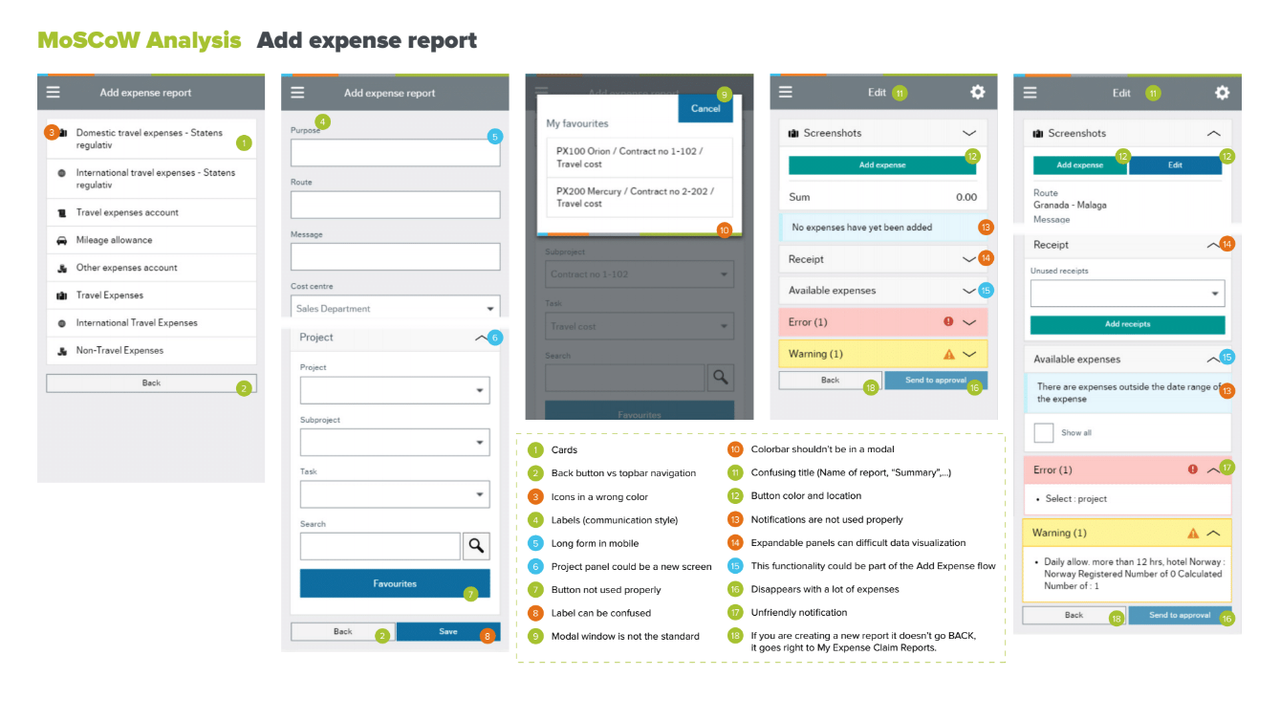 MoSCoW Analysis Add expense report
Add expense report
3
Domestic travel expenses - Statens
regulativ
1
International travel expenses - Statens
regulativ
Travel expenses account
Mileage allowance
Other expenses account
Travel Expenses
International Travel Expenses
Non-Travel Expenses
Back
2
Add expense report
4
Purpose
5
Route
Message
Cost centre
Sales Department
Project
6
Project
Subproject
Task
Search
Favourites
7
Back
2
Save
8
Add expense report
9
Cancel
My favourites
PX100 Orion / Contract no 1-102 /
Travel cost
PX200 Mercury / Contract no 2-202 /
Travel cost
10
Subproject
Contract no 1-102
Task
Travel cost
Search
Favourites
Edit
11
Screenshots
Add expense
12
Sum
0.00
No expenses have yet been added
13
Receipt
14
Available expenses
15
Error (1)
Warning (1)
Back
18
Send to approval
16
Edit
11
Screenshots
Add expense
12
Edit
12
Route
Granada - Malaga
Message
Receipt
14
Unused receipts
Add receipts
Available expenses
15
There are expenses outside the date range of
the expense
13
Show all
Error (1)
17
• Select : project
Warning (1)
• Daily allow. more than 12 hrs, hotel Norway :
Norway Registered Number of 0 Calculated
Number of : 1
Back
18
Send to approval
16
1 Cards
2 Back button vs topbar navigation
3 Icons in a wrong color
4 Labels (communication style)
5 Long form in mobile
6 Project panel could be a new screen
7 Button not used properly
8 Label can be confused
9 Modal window is not the standard
10 Colorbar shouldn't be in a modal
11 Confusing title (Name of report, "Summary",...)
12 Button color and location
13 Notifications are not used properly
14 Expandable panels can difficult data visualization
15 This functionality could be part of the Add Expense flow
16 Disappears with a lot of expenses
17 Unfriendly notification
18 If you are creating a new report it doesn't go BACK,
it goes right to My Expense Claim Reports.